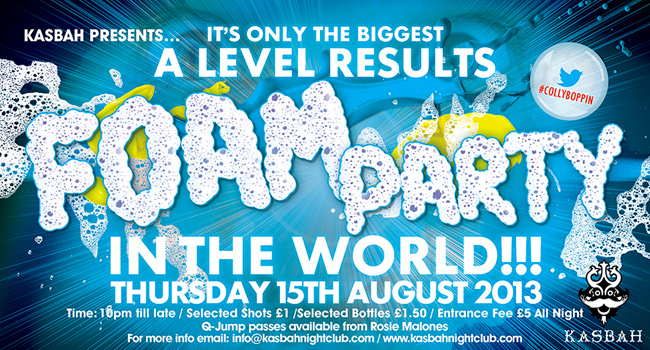 KASBAH PRESENTS...
IT'S ONLY THE BIGGEST
A LEVEL RESULTS
#COLLYBOPPIN
FOAM PARTY
IN THE WORLD!!!
THURSDAY 15TH AUGUST 2013
Time: 10pm till late / Selected Shots £1 /Selected Bottles £1.50 / Entrance Fee £5 All Night
Q-Jump passes available from Rosie Malones
For more info email: info@kasbahnightclub.com / www.kasbahnightclub.com
KASBAH